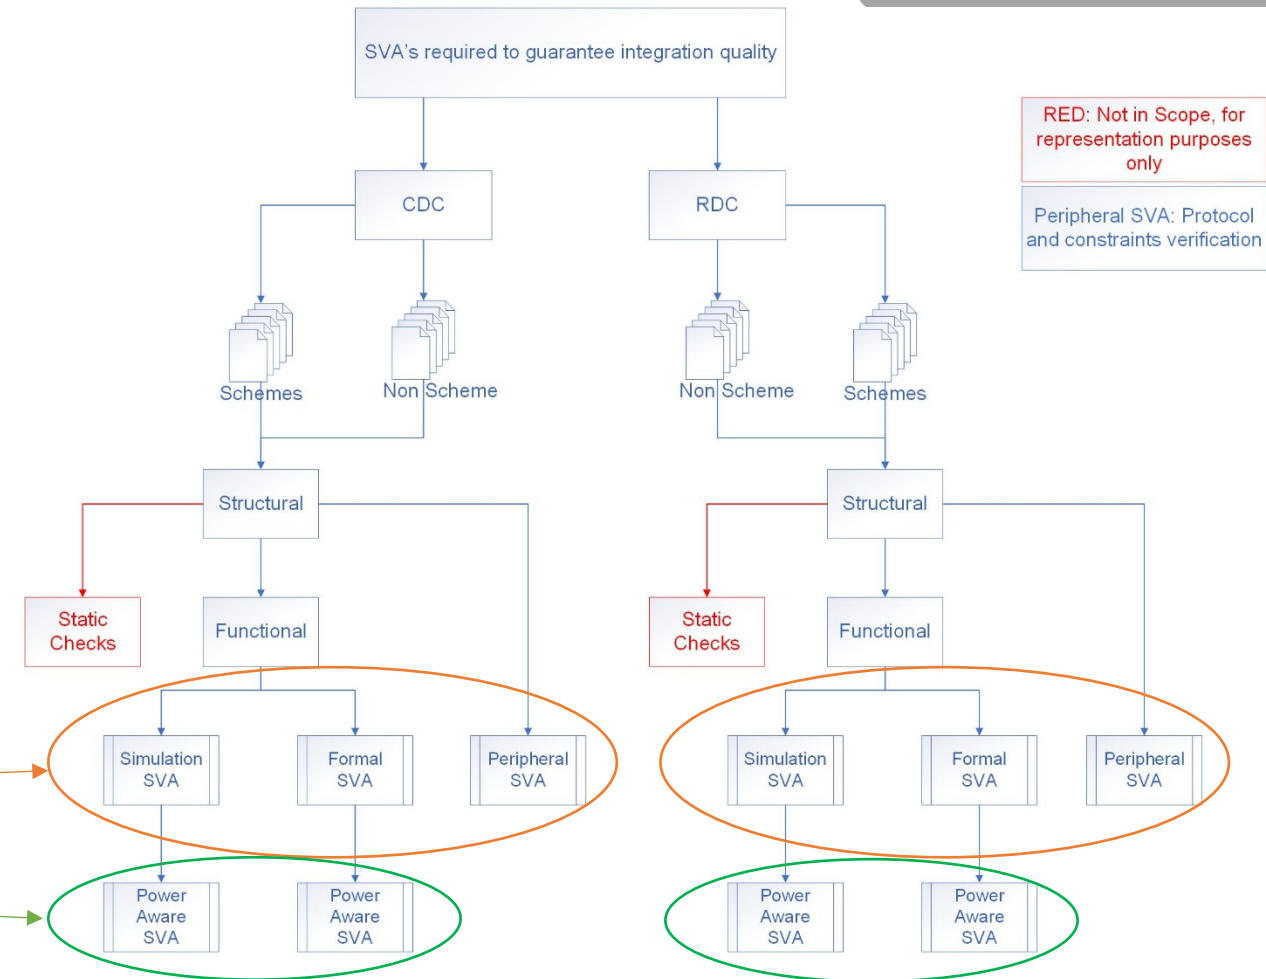 SVA's required to guarantee integration quality
RED: Not in Scope, for
representation purposes
only
Peripheral SVA: Protocol
and constraints verification
CDC
RDC
Schemes
Non Scheme
Non Scheme
Schemes
Structural
Structural
Static
Checks
Functional
Static
Checks
Functional
Simulation
SVA
Formal
SVA
Peripheral
SVA
Simulation
SVA
Formal
SVA
Peripheral
SVA
Power
Aware
SVA
Power
Aware
SVA
Power
Aware
SVA
Power
Aware
SVA